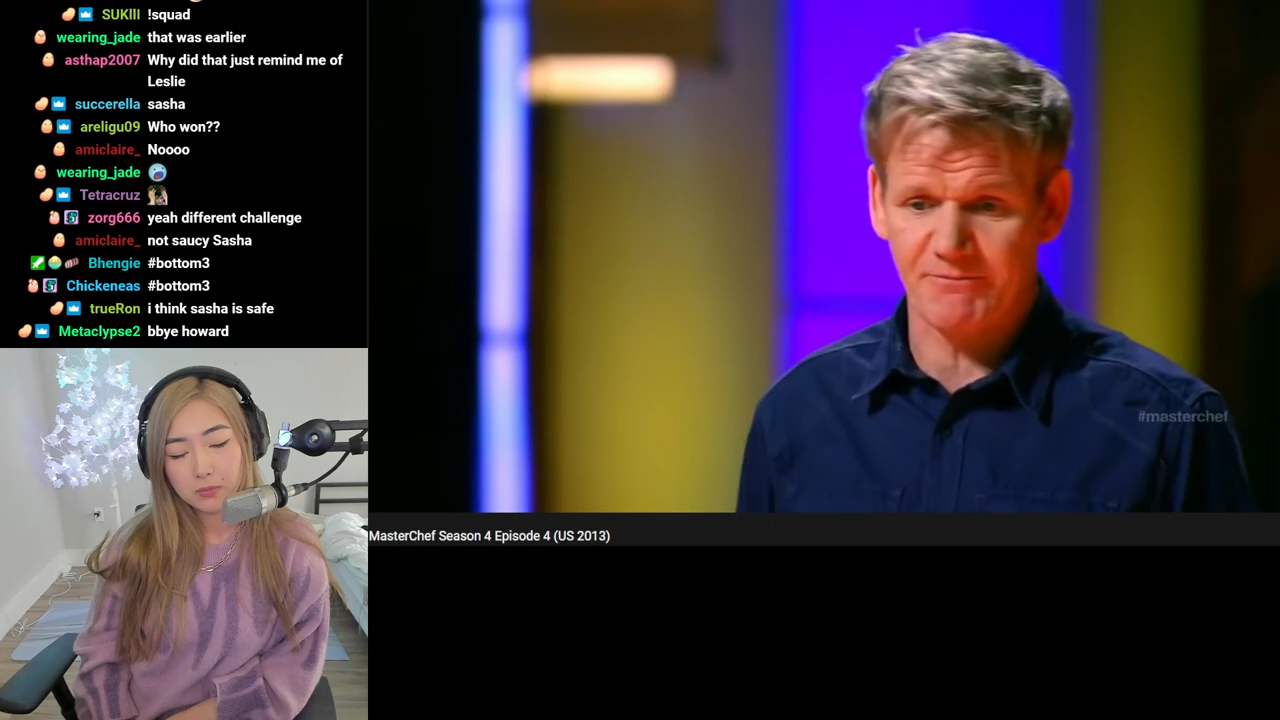 SUKlll !squad
wearing_jade that was earlier
asthap2007 Why did that just remind me of
Leslie
succerella sasha
areligu09 Who won??
amiclaire_ Noooo
wearing_jade
Tetracruz
zorg666 yeah different challenge
amiclaire_ not saucy Sasha
Bhengie #bottom3
Chickeneas #bottom3
trueRon i think sasha is safe
Metaclypse2 bbye howard
#masterchef
MasterChef Season 4 Episode 4 (US 2013)